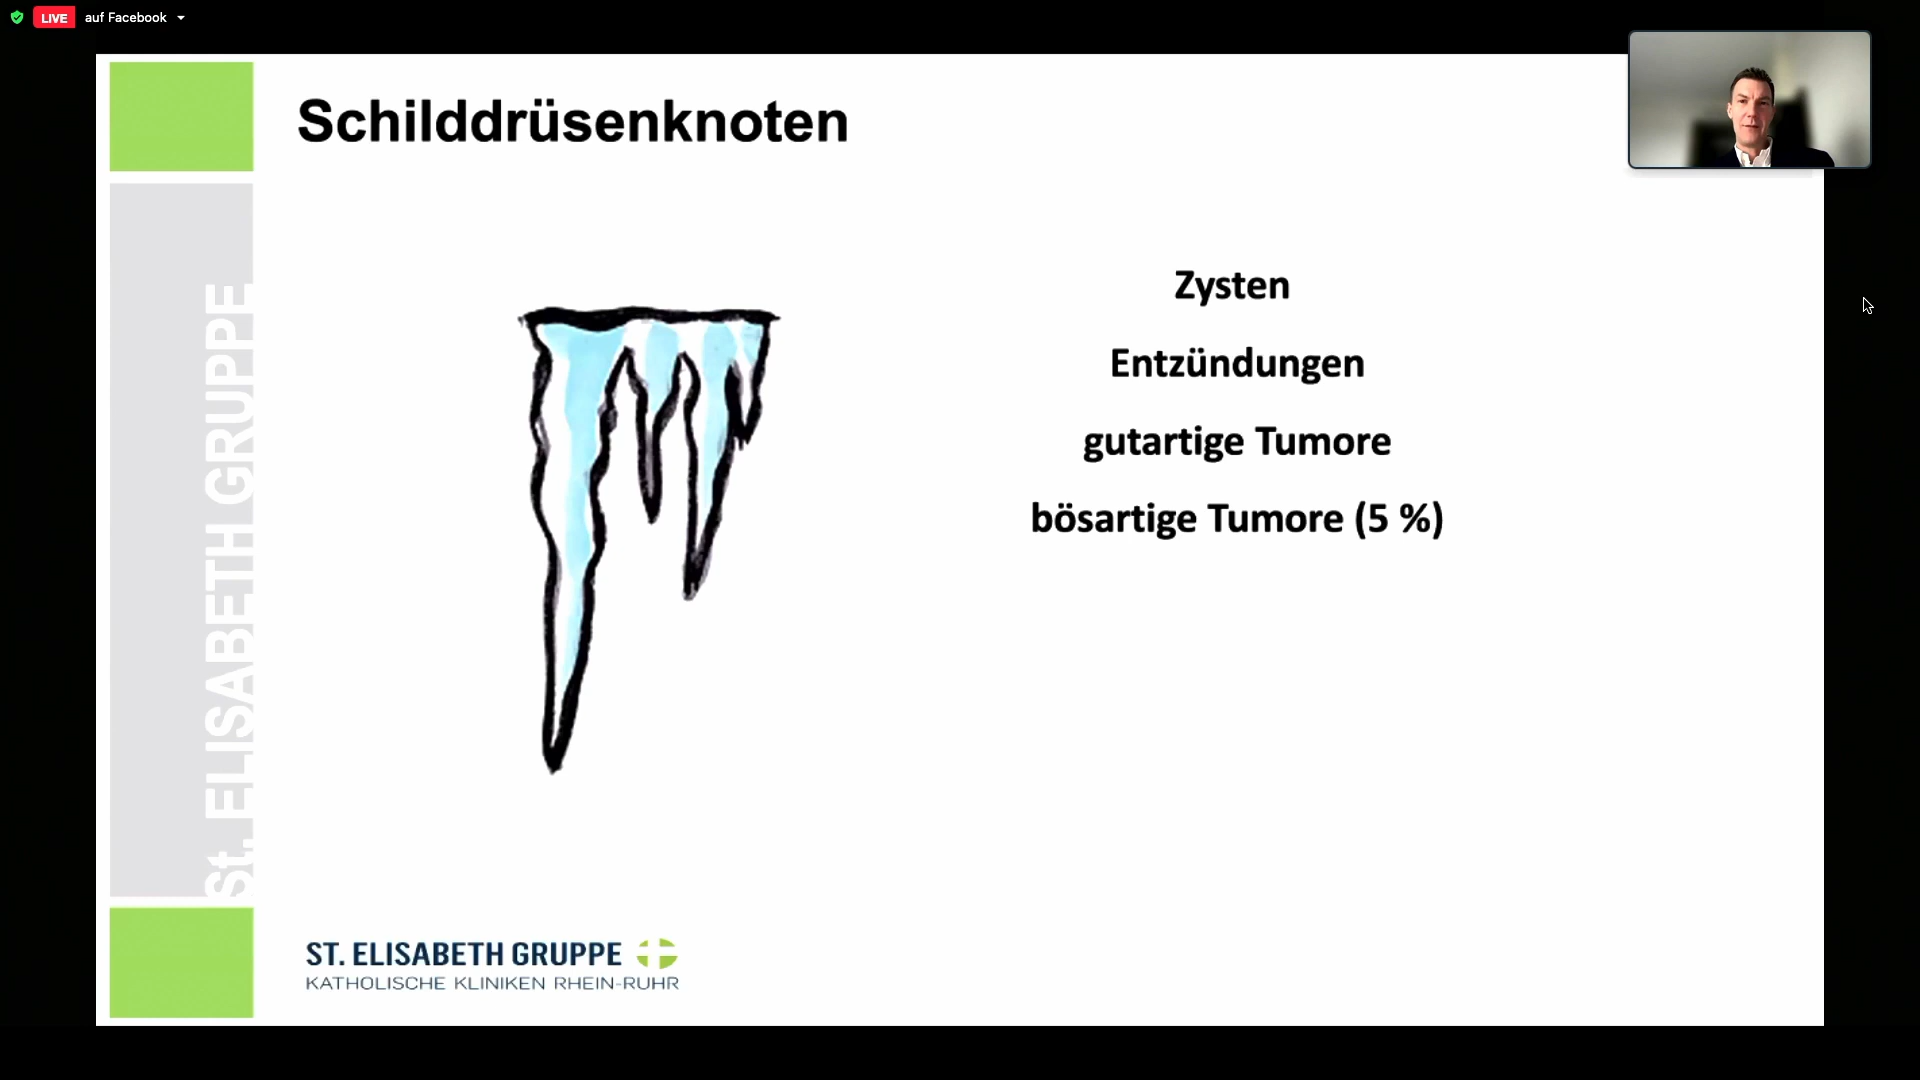 LIVE auf Facebook
Schilddrüsenknoten
Zysten
Entzündungen
gutartige Tumore
bösartige Tumore (5 %)
St. ELISABETH GRUPPE
ST. ELISABETH GRUPPE
KATHOLISCHE KLINIKEN RHEIN-RUHR